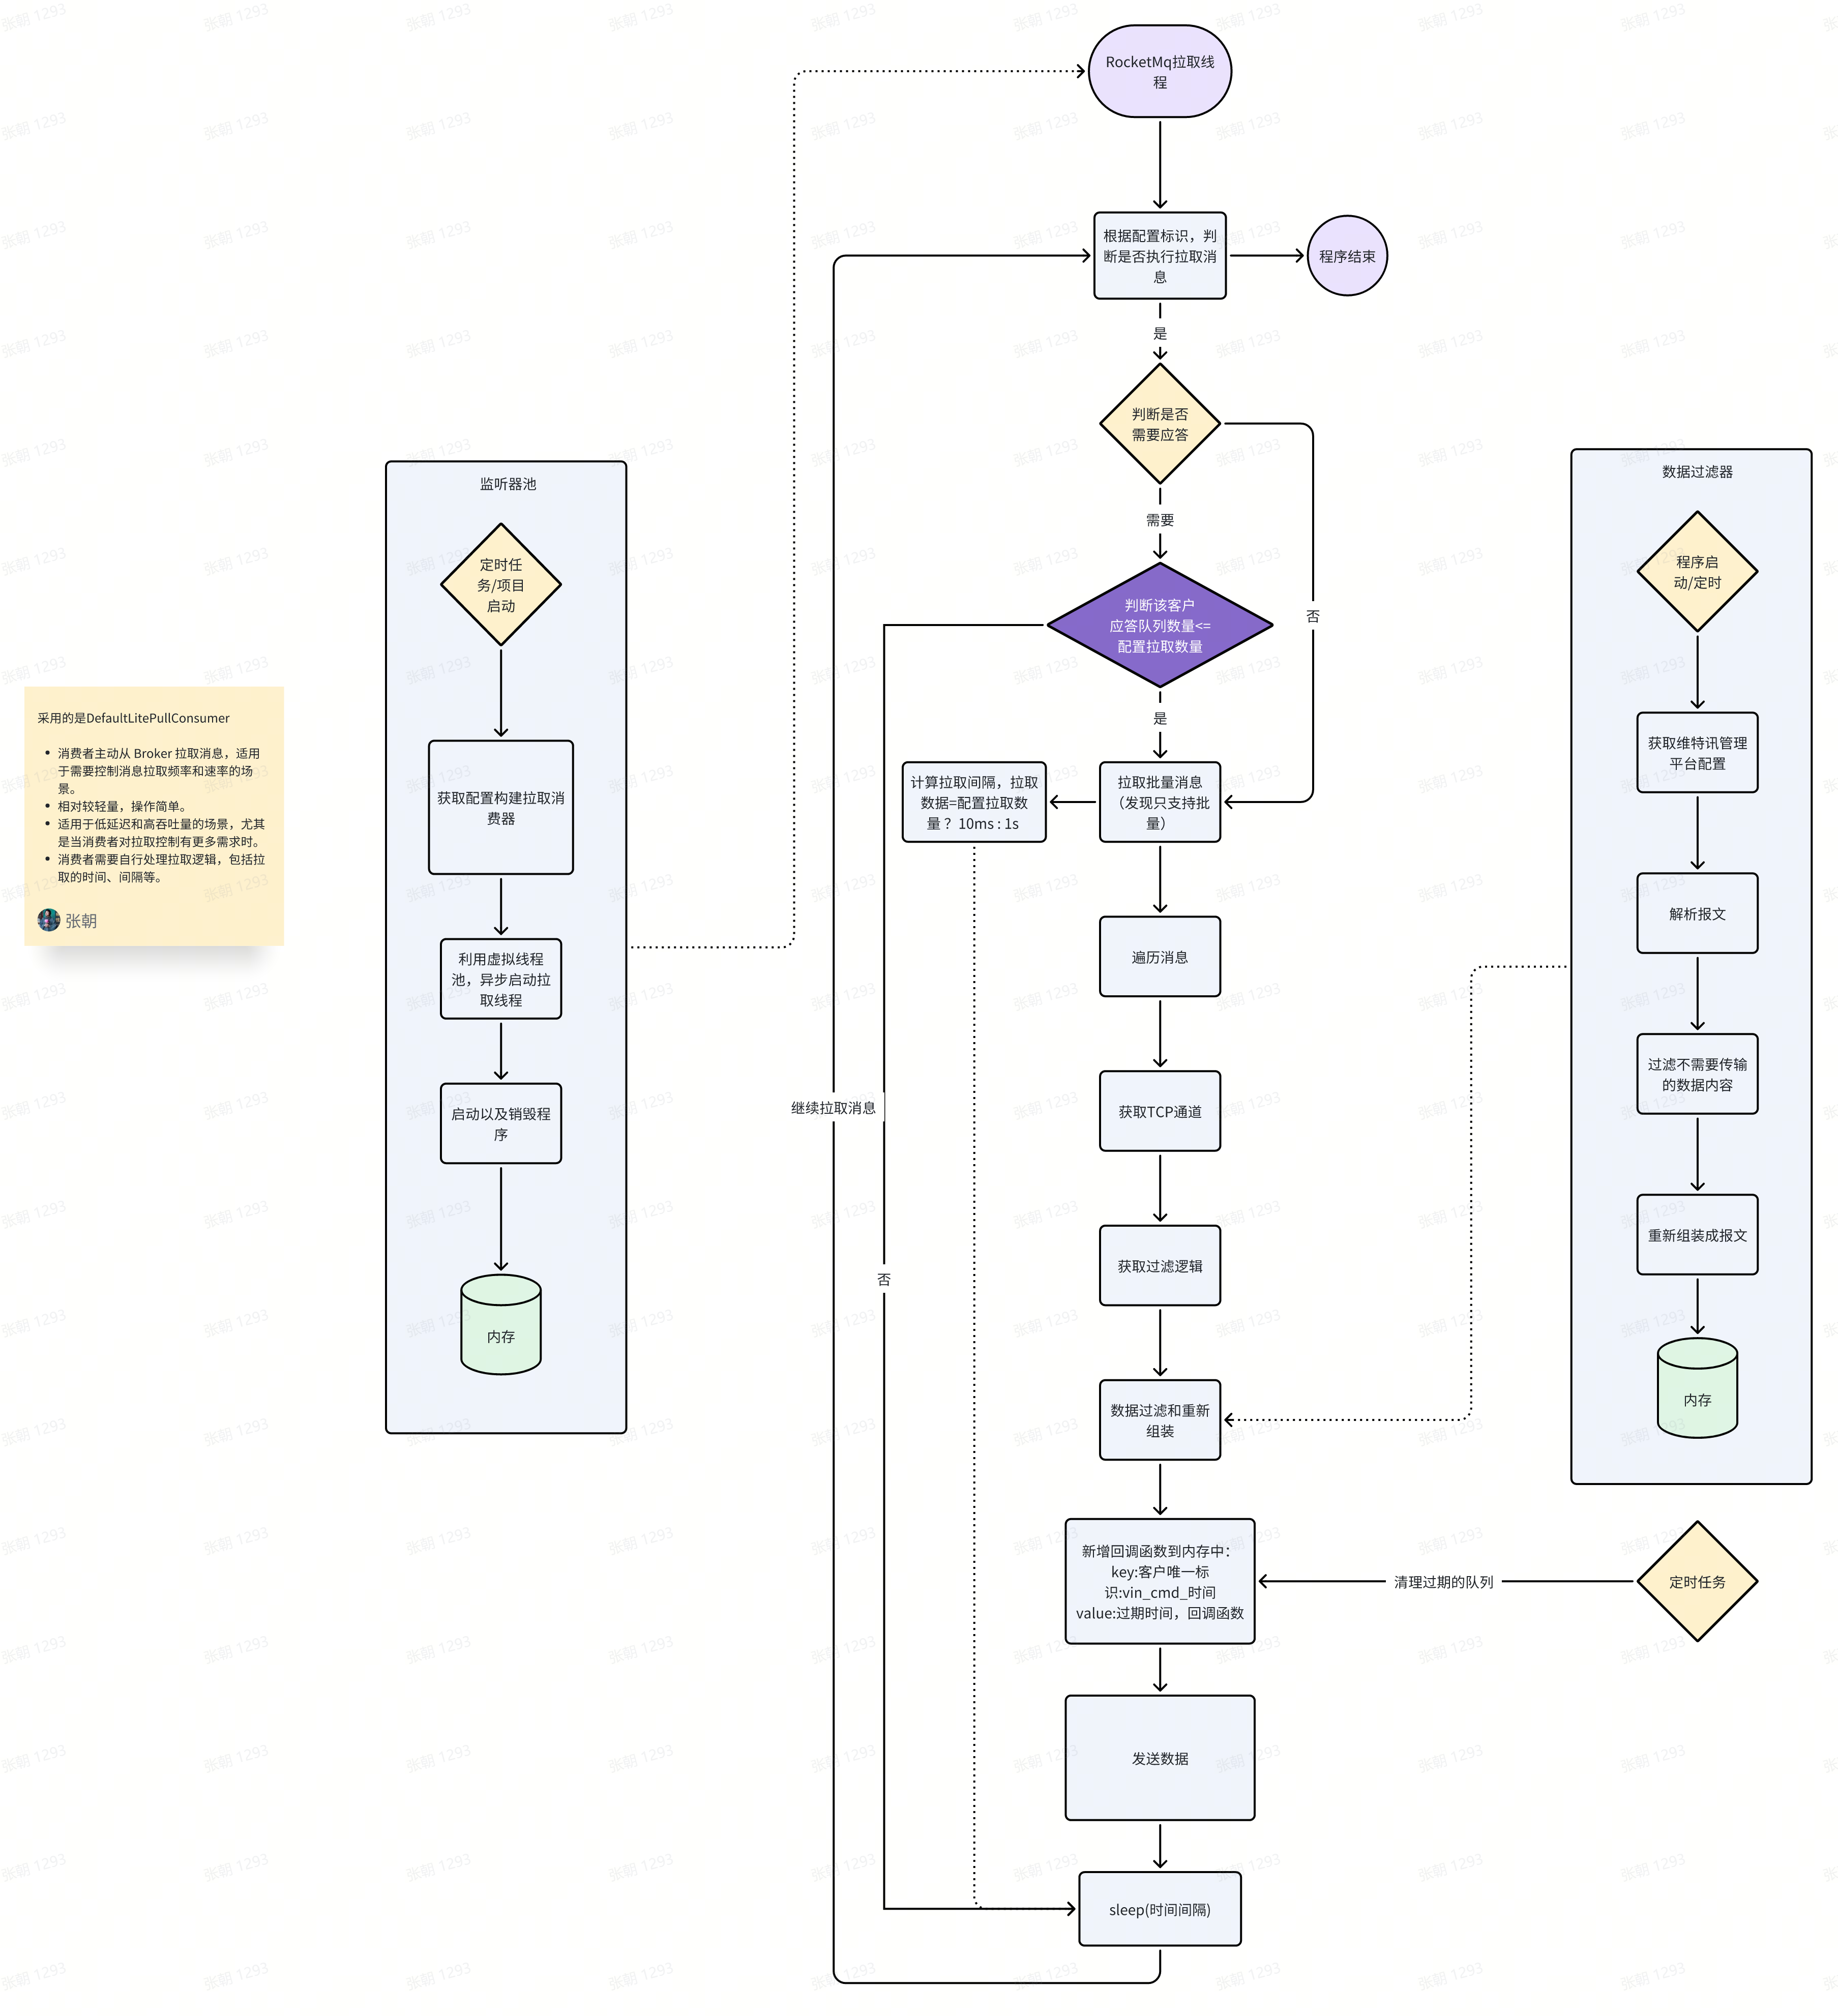 RocketMq拉取线
程
根据配置标识，判
断是否执行拉取消
息
程序结束
是
判断是否
需要应答
需要
否
判断该客户
应答队列数量<=
配置拉取数量
是
计算拉取间隔，拉取
数据=配置拉取数
量？10ms : 1s
拉取批量消息
（发现只支持批
量）
遍历消息
获取TCP通道
继续拉取消息
否
获取过滤逻辑
数据过滤和重新
组装
新增回调函数到内存中：
key:客户唯一标
识:vin_cmd_时间
value:过期时间，回调函数
清理过期的队列
定时任务
发送数据
sleep(时间间隔)
监听器池
定时任
务/项目
启动
获取配置构建拉取消
费器
利用虚拟线程
池，异步启动拉
取线程
启动以及销毁程
序
内存
采用的是DefaultLitePullConsumer
• 消费者主动从 Broker 拉取消息，适用
于需要控制消息拉取频率和速率的场
景。
• 相对较轻量，操作简单。
• 适用于低延迟和高吞吐量的场景，尤其
是当消费者对拉取控制有更多需求时。
• 消费者需要自行处理拉取逻辑，包括拉
取的时间、间隔等。
张朝
数据过滤器
程序启
动/定时
获取维特讯管理
平台配置
解析报文
过滤不需要传输
的数据内容
重新组装成报文
内存
张朝 1293